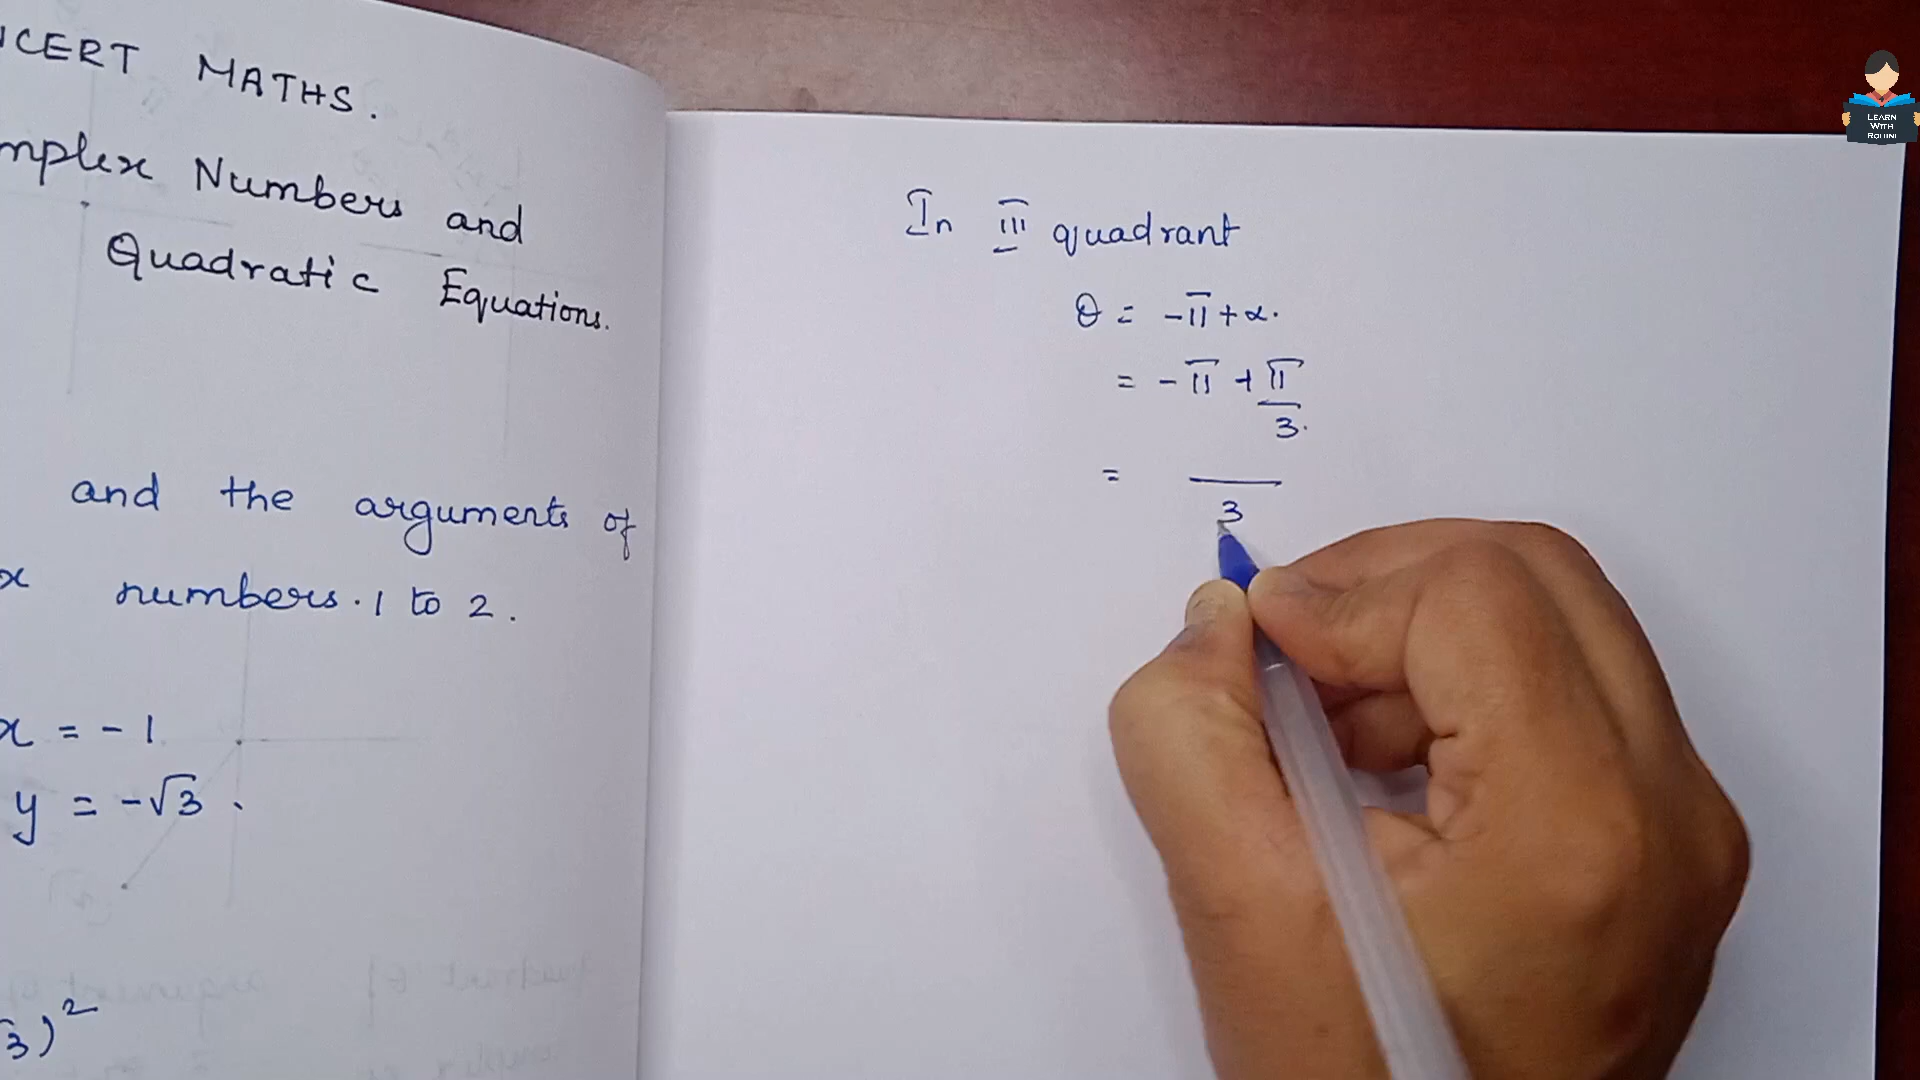 NCERT MATHS.
mplex Numbers and
Quadratic Equations.
and the arguments of
x numbers. 1 to 2.
x = -1
y = -√3.
3)²
In III quadrant
θ = -π + α.
= -π + π/3.
= /3
LEARN
WITH
ROHINI